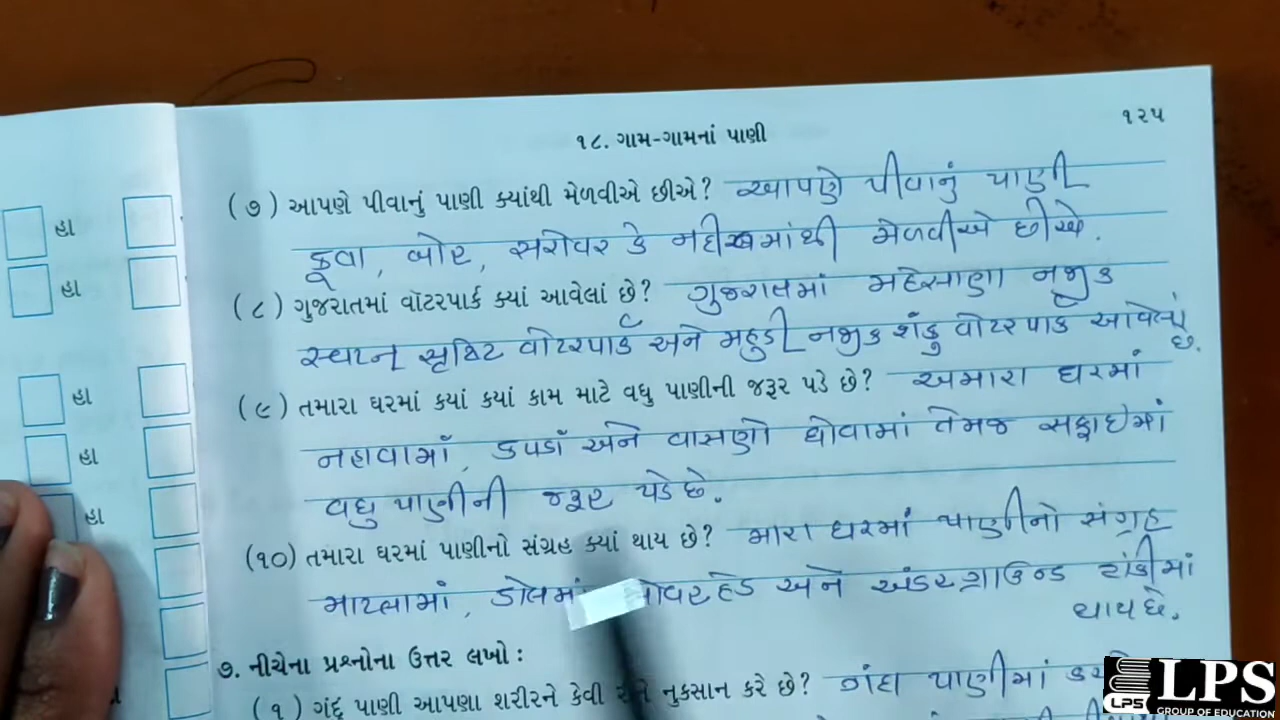 ૧૮. ગામ-ગામનાં પાણી
૧૨૫
(૭) આપણે પીવાનું પાણી ક્યાંથી મેળવીએ છીએ? આપણે પીવાનું પાણી
કૂવા, બોર, સરોવર કે નદીમાંથી મેળવીએ છીએ.
(૮) ગુજરાતમાં વૉટરપાર્ક ક્યાં આવેલાં છે? ગુજરાતમાં મહેસાણા નજીક
સ્વપ્ન સૃષ્ટિ વોટરપાર્ક અને મહુડી નજીક શંકુ વોટરપાર્ક આવેલાં
છે.
(૯) તમારા ઘરમાં ક્યાં ક્યાં કામ માટે વધુ પાણીની જરૂર પડે છે? અમારા ઘરમાં
નહાવામાં, કપડાં અને વાસણો ધોવામાં તેમજ સફાઈમાં
વધુ પાણીની જરૂર પડે છે.
(૧૦) તમારા ઘરમાં પાણીનો સંગ્રહ ક્યાં થાય છે? મારા ઘરમાં પાણીનો સંગ્રહ
માટલામાં, ડોલમાં ઓવરહેડ અને અંડરગ્રાઉન્ડ ટાંકીમાં
થાય છે.
૭. નીચેના પ્રશ્નોના ઉત્તર લખો :
(૧) ગંદું પાણી આપણા શરીરને કેવી રીતે નુકસાન કરે છે? ગંદા પાણીમાં
હા
હા
હા
હા
હા
LPS
LPS
GROUP OF EDUCATION